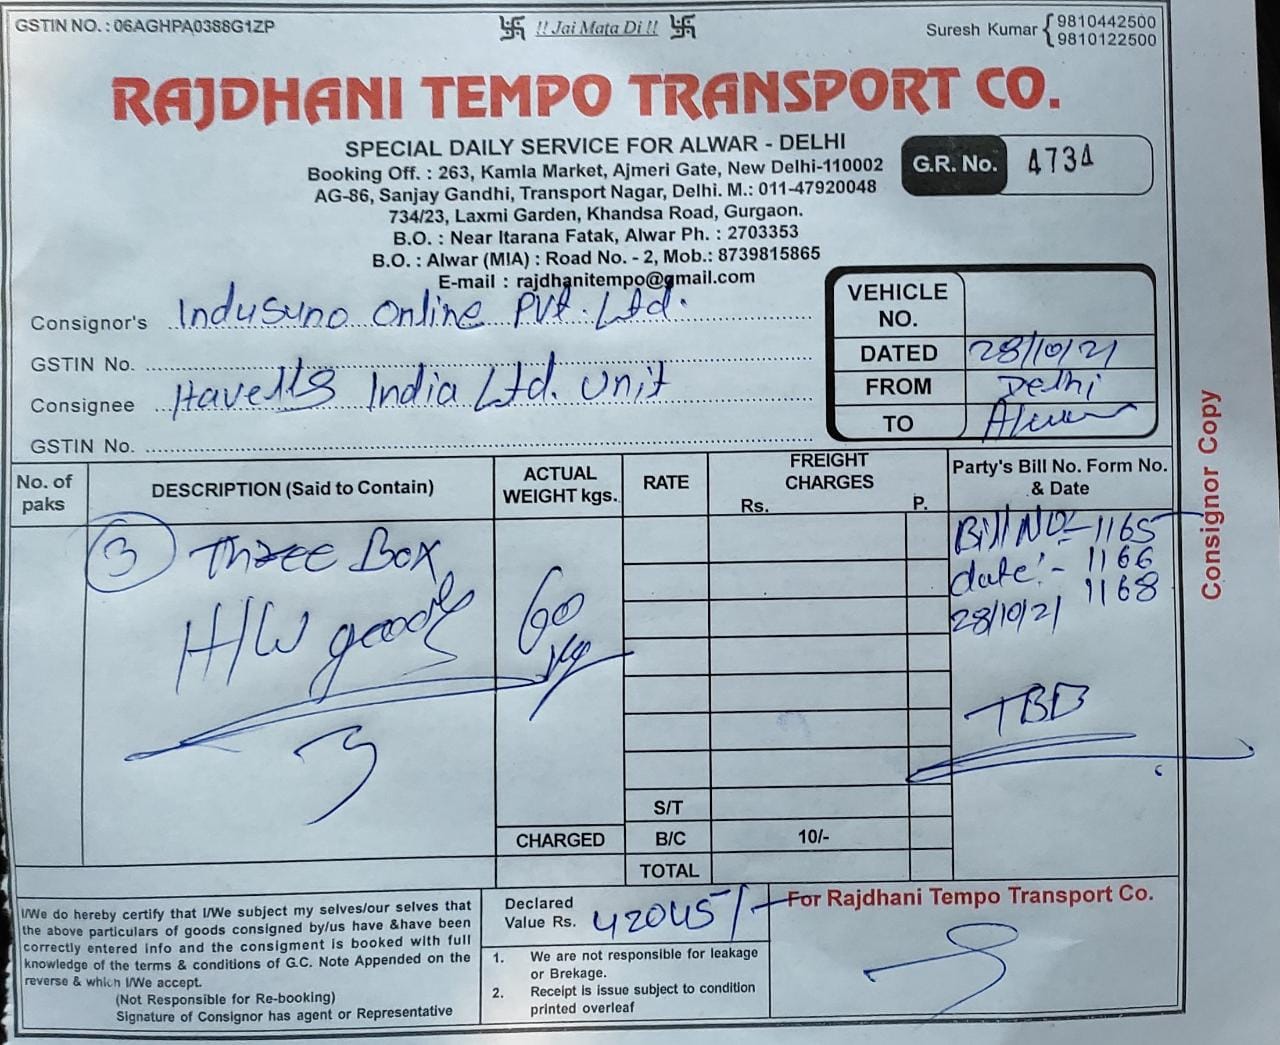 GSTIN NO. : 06AGHPA0388G1ZP
卐 !! Jai Mata Di !! 卐
Suresh Kumar { 9810442500
9810122500
RAJDHANI TEMPO TRANSPORT CO.
SPECIAL DAILY SERVICE FOR ALWAR - DELHI
Booking Off. : 263, Kamla Market, Ajmeri Gate, New Delhi-110002
AG-86, Sanjay Gandhi, Transport Nagar, Delhi. M.: 011-47920048
734/23, Laxmi Garden, Khandsa Road, Gurgaon.
B.O. : Near Itarana Fatak, Alwar Ph. : 2703353
B.O. : Alwar (MIA) : Road No. - 2, Mob.: 8739815865
E-mail : rajdhanitempo@gmail.com
G.R. No. 4734
Consignor's Indusuno Online Pvt. Ltd.
GSTIN No.
Consignee Havells India Ltd. Unit
GSTIN No.
VEHICLE NO.
DATED 28/10/21
FROM Delhi
TO Alwar
Consignor Copy
No. of paks
DESCRIPTION (Said to Contain)
ACTUAL WEIGHT kgs.
RATE
FREIGHT CHARGES
Rs. P.
Party's Bill No. Form No. & Date
3 Three Box
H/W goods
3
60 kg
Bill NO:- 1165
date:- 1166
1168
28/10/21
TBB
S/T
CHARGED B/C 10/-
TOTAL
I/We do hereby certify that I/We subject my selves/our selves that
the above particulars of goods consigned by/us have &have been
correctly entered info and the consigment is booked with full
knowledge of the terms & conditions of G.C. Note Appended on the
reverse & which I/We accept.
(Not Responsible for Re-booking)
Signature of Consignor has agent or Representative
Declared
Value Rs. 42045/-
1. We are not responsible for leakage
or Brekage.
2. Receipt is issue subject to condition
printed overleaf
For Rajdhani Tempo Transport Co.